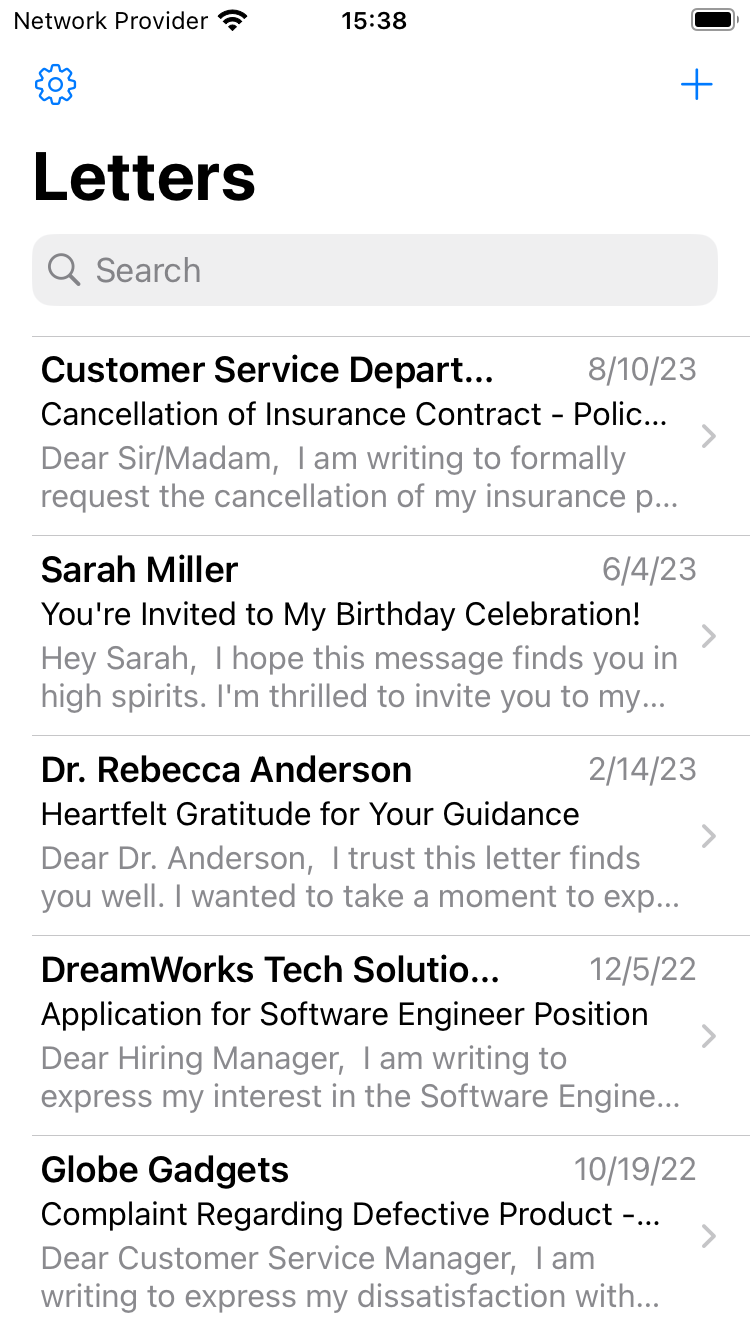 Network Provider 15:38
Letters
Search
Customer Service Depart... 8/10/23
Cancellation of Insurance Contract - Polic...
Dear Sir/Madam,  I am writing to formally
request the cancellation of my insurance p...
Sarah Miller 6/4/23
You're Invited to My Birthday Celebration!
Hey Sarah,  I hope this message finds you in
high spirits. I'm thrilled to invite you to my...
Dr. Rebecca Anderson 2/14/23
Heartfelt Gratitude for Your Guidance
Dear Dr. Anderson,  I trust this letter finds
you well. I wanted to take a moment to exp...
DreamWorks Tech Solutio... 12/5/22
Application for Software Engineer Position
Dear Hiring Manager,  I am writing to
express my interest in the Software Engine...
Globe Gadgets 10/19/22
Complaint Regarding Defective Product -...
Dear Customer Service Manager,  I am
writing to express my dissatisfaction with...